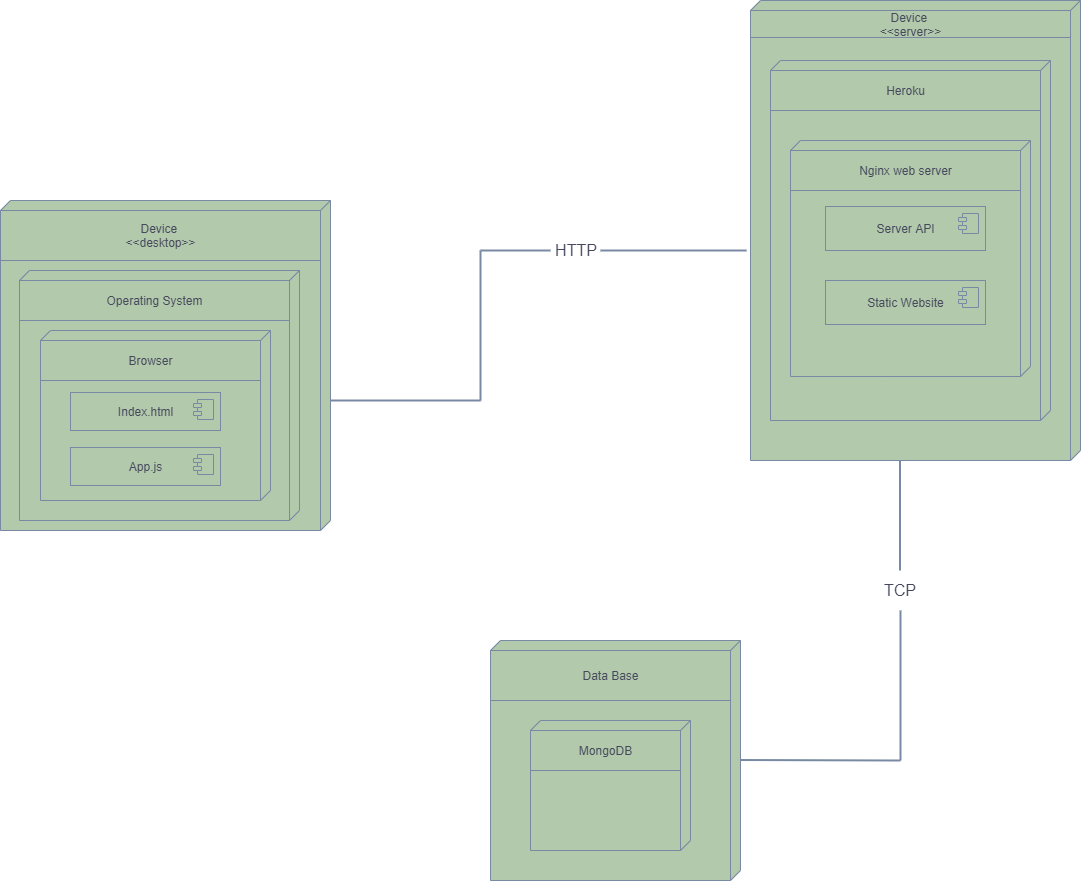 Device
<<server>>
Heroku
Nginx web server
Server API
Static Website
Device
<<desktop>>
Operating System
Browser
Index.html
App.js
HTTP
TCP
Data Base
MongoDB